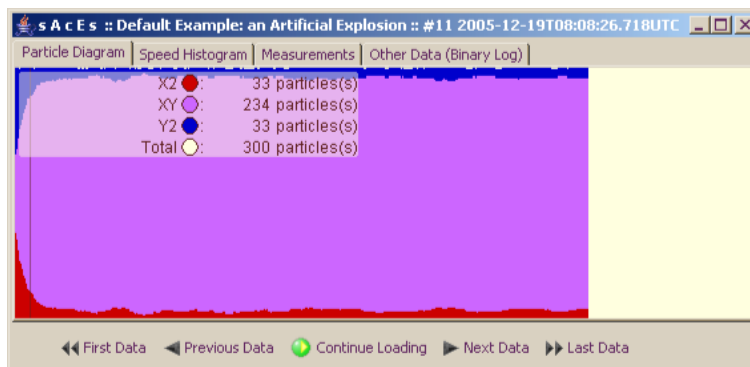 s A c E s :: Default Example: an Artificial Explosion :: #11 2005-12-19T08:08:26.718UTC
Particle Diagram Speed Histogram Measurements Other Data (Binary Log)
X2 : 33 particles(s)
XY : 234 particles(s)
Y2 : 33 particles(s)
Total : 300 particles(s)
First Data Previous Data Continue Loading Next Data Last Data